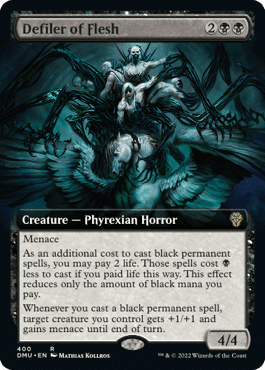 Defiler of Flesh 2
Creature — Phyrexian Horror
Menace
As an additional cost to cast black permanent
spells, you may pay 2 life. Those spells cost
less to cast if you paid life this way. This effect
reduces only the amount of black mana you
pay.
Whenever you cast a black permanent spell,
target creature you control gets +1/+1 and
gains menace until end of turn.
4/4
400 R
DMU • EN MATHIAS KOLLROS
™ & © 2022 Wizards of the Coast